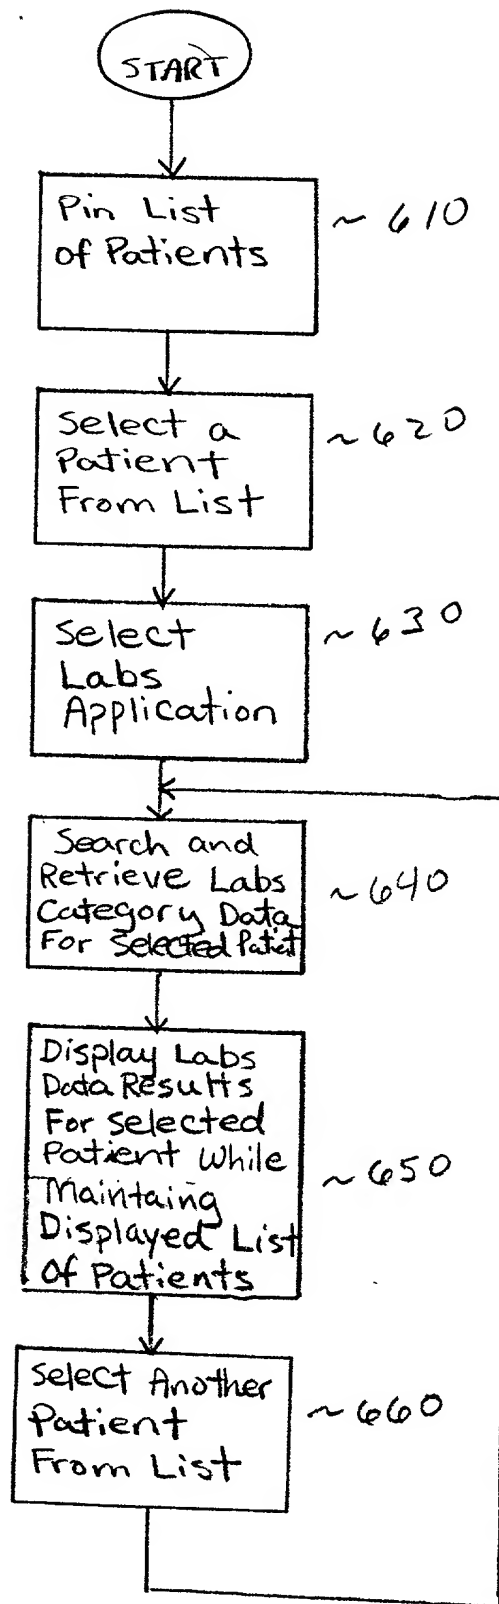 START
Pin List
of Patients
~ 610
Select a
Patient
From List
~ 620
Select
Labs
Application
~ 630
Search and
Retrieve Labs
Category Data
For Selected Patiet
~ 640
Display Labs
Data Results
For Selected
Patient While
Maintaing
Displayed List
Of Patients
~ 650
Select Another
Patient
From List
~ 660